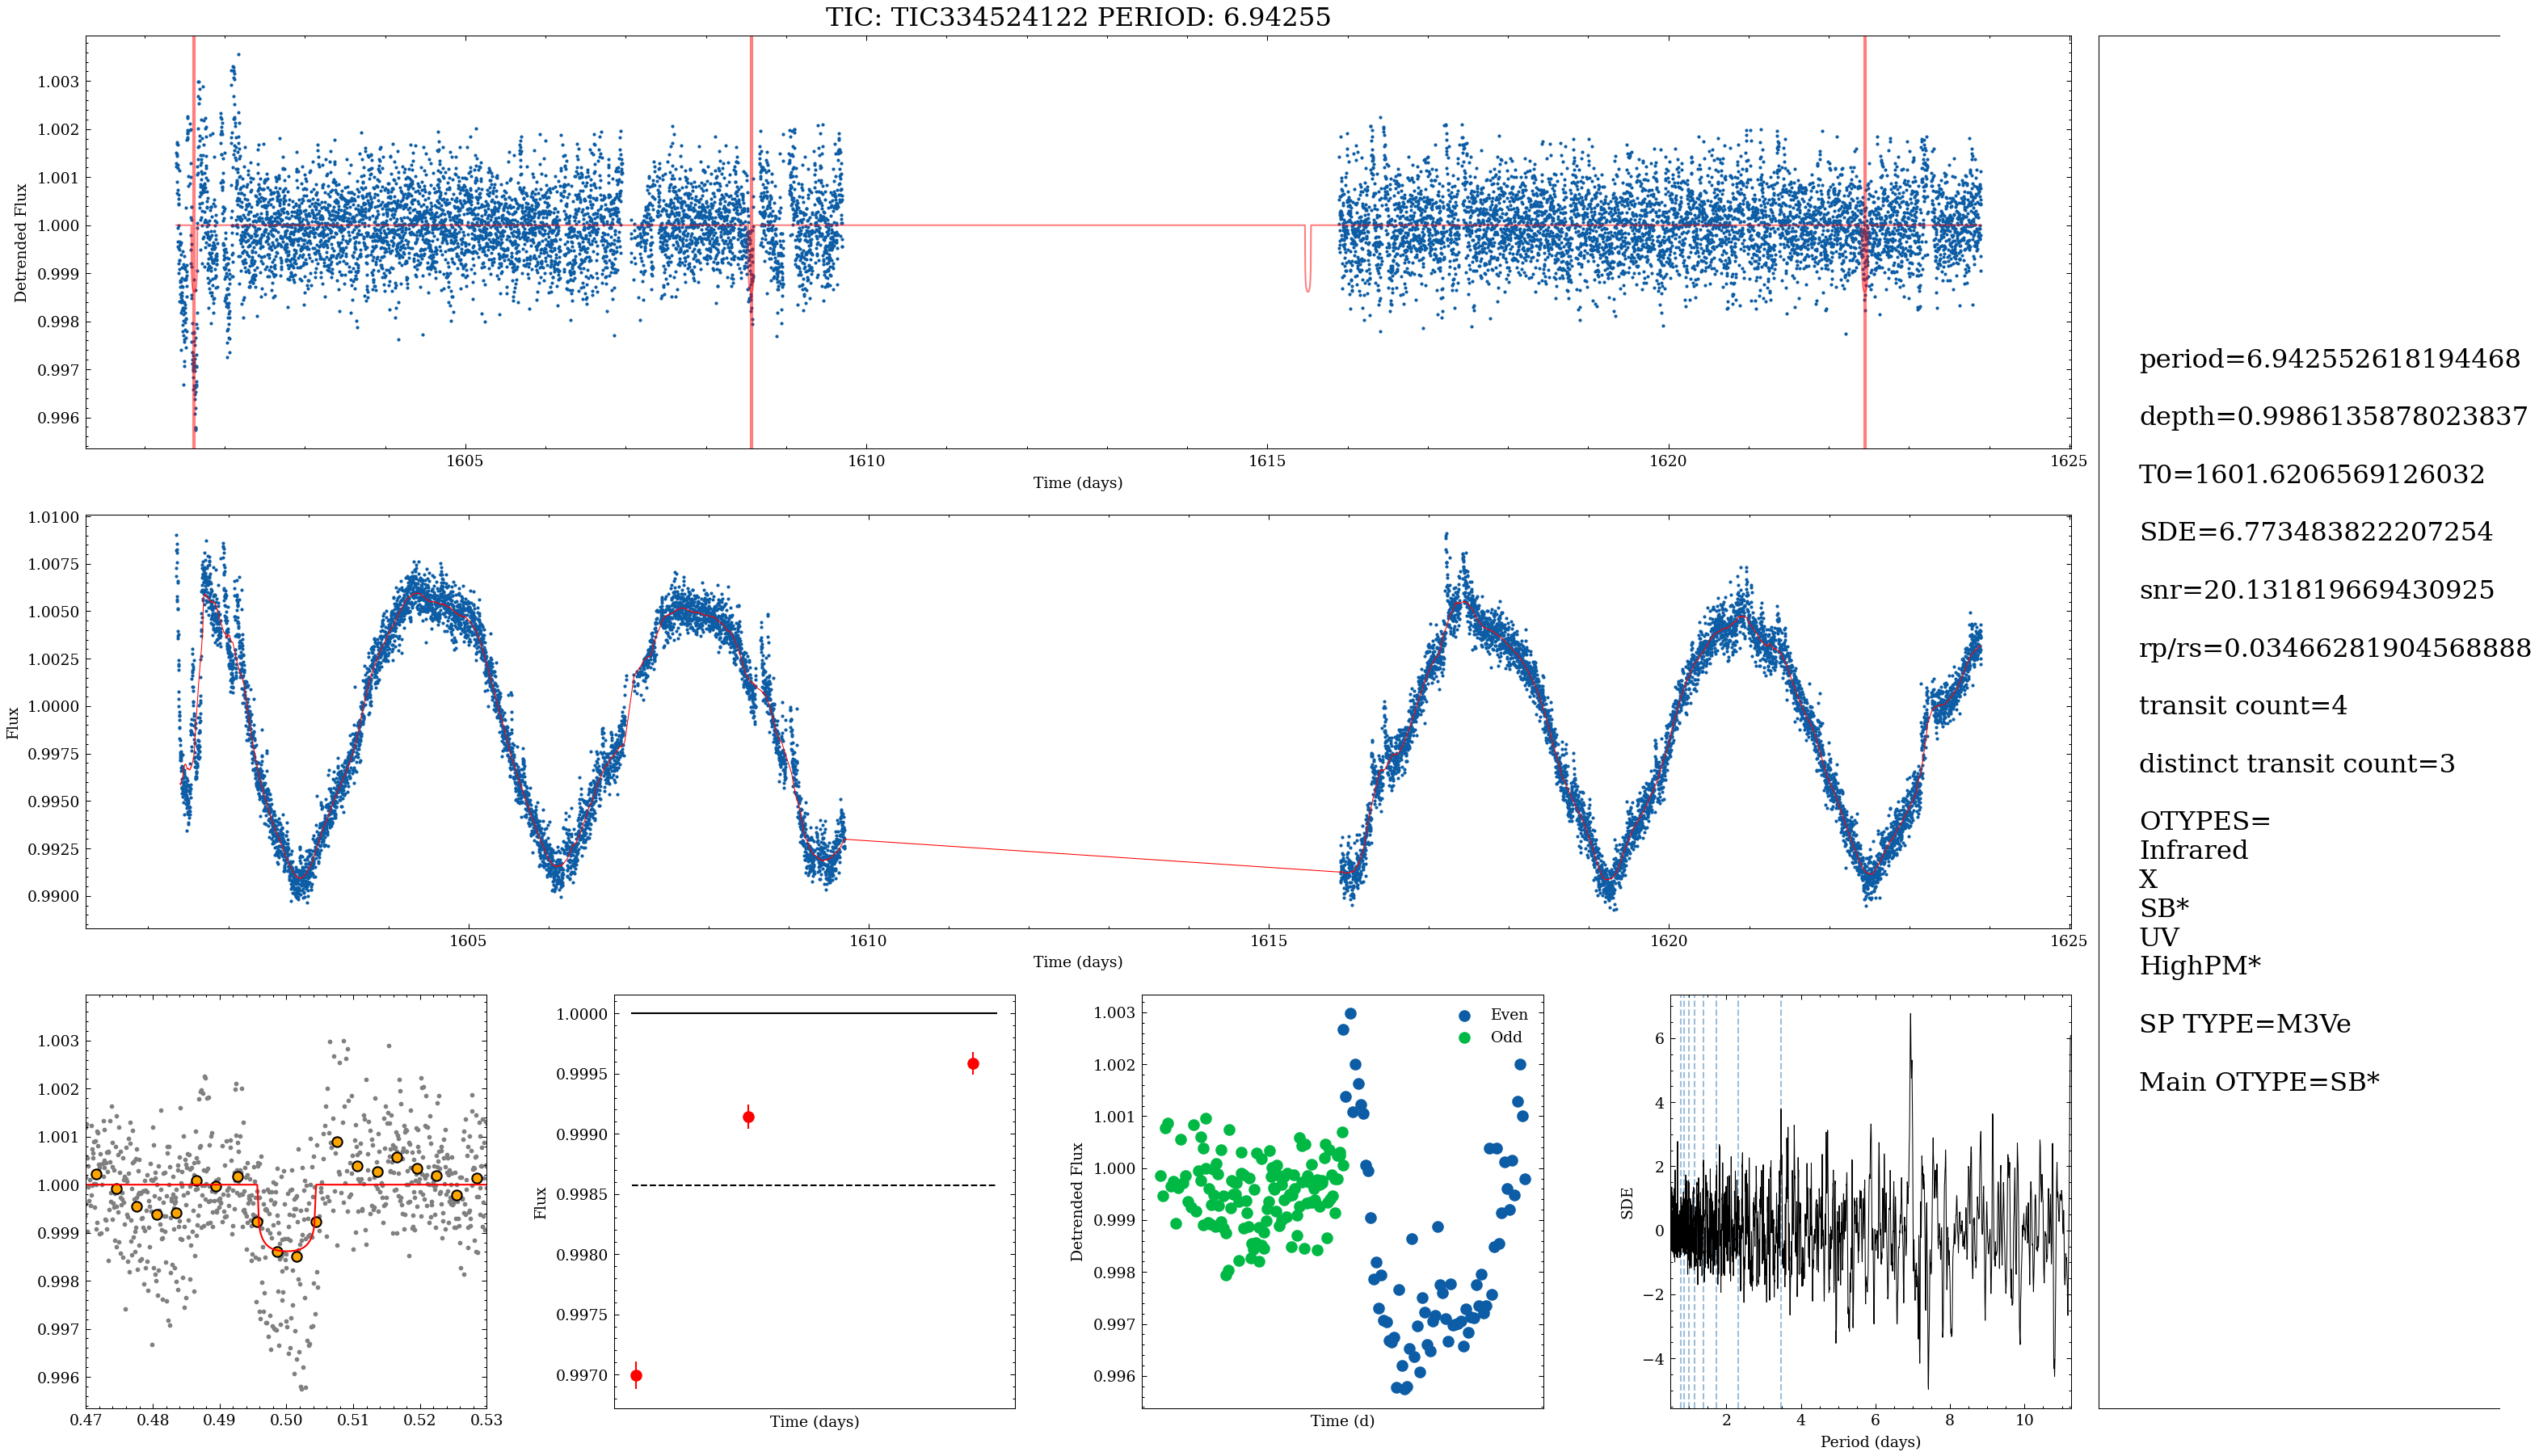 TIC: TIC334524122 PERIOD: 6.94255
1.003
1.002
1.001
1.000
0.999
0.998
0.997
0.996
Detrended Flux
1605
1610
1615
1620
1625
Time (days)
1.0100
1.0075
1.0050
1.0025
1.0000
0.9975
0.9950
0.9925
0.9900
Flux
1605
1610
1615
1620
1625
Time (days)
1.003
1.002
1.001
1.000
0.999
0.998
0.997
0.996
0.47
0.48
0.49
0.50
0.51
0.52
0.53
1.0000
0.9995
0.9990
0.9985
0.9980
0.9975
0.9970
Flux
Time (days)
1.003
1.002
1.001
1.000
0.999
0.998
0.997
0.996
Detrended Flux
Even
Odd
Time (d)
6
4
2
0
−2
−4
SDE
2
4
6
8
10
Period (days)
period=6.942552618194468
depth=0.9986135878023837
T0=1601.6206569126032
SDE=6.773483822207254
snr=20.131819669430925
rp/rs=0.03466281904568888
transit count=4
distinct transit count=3
OTYPES=
Infrared
X
SB*
UV
HighPM*
SP TYPE=M3Ve
Main OTYPE=SB*